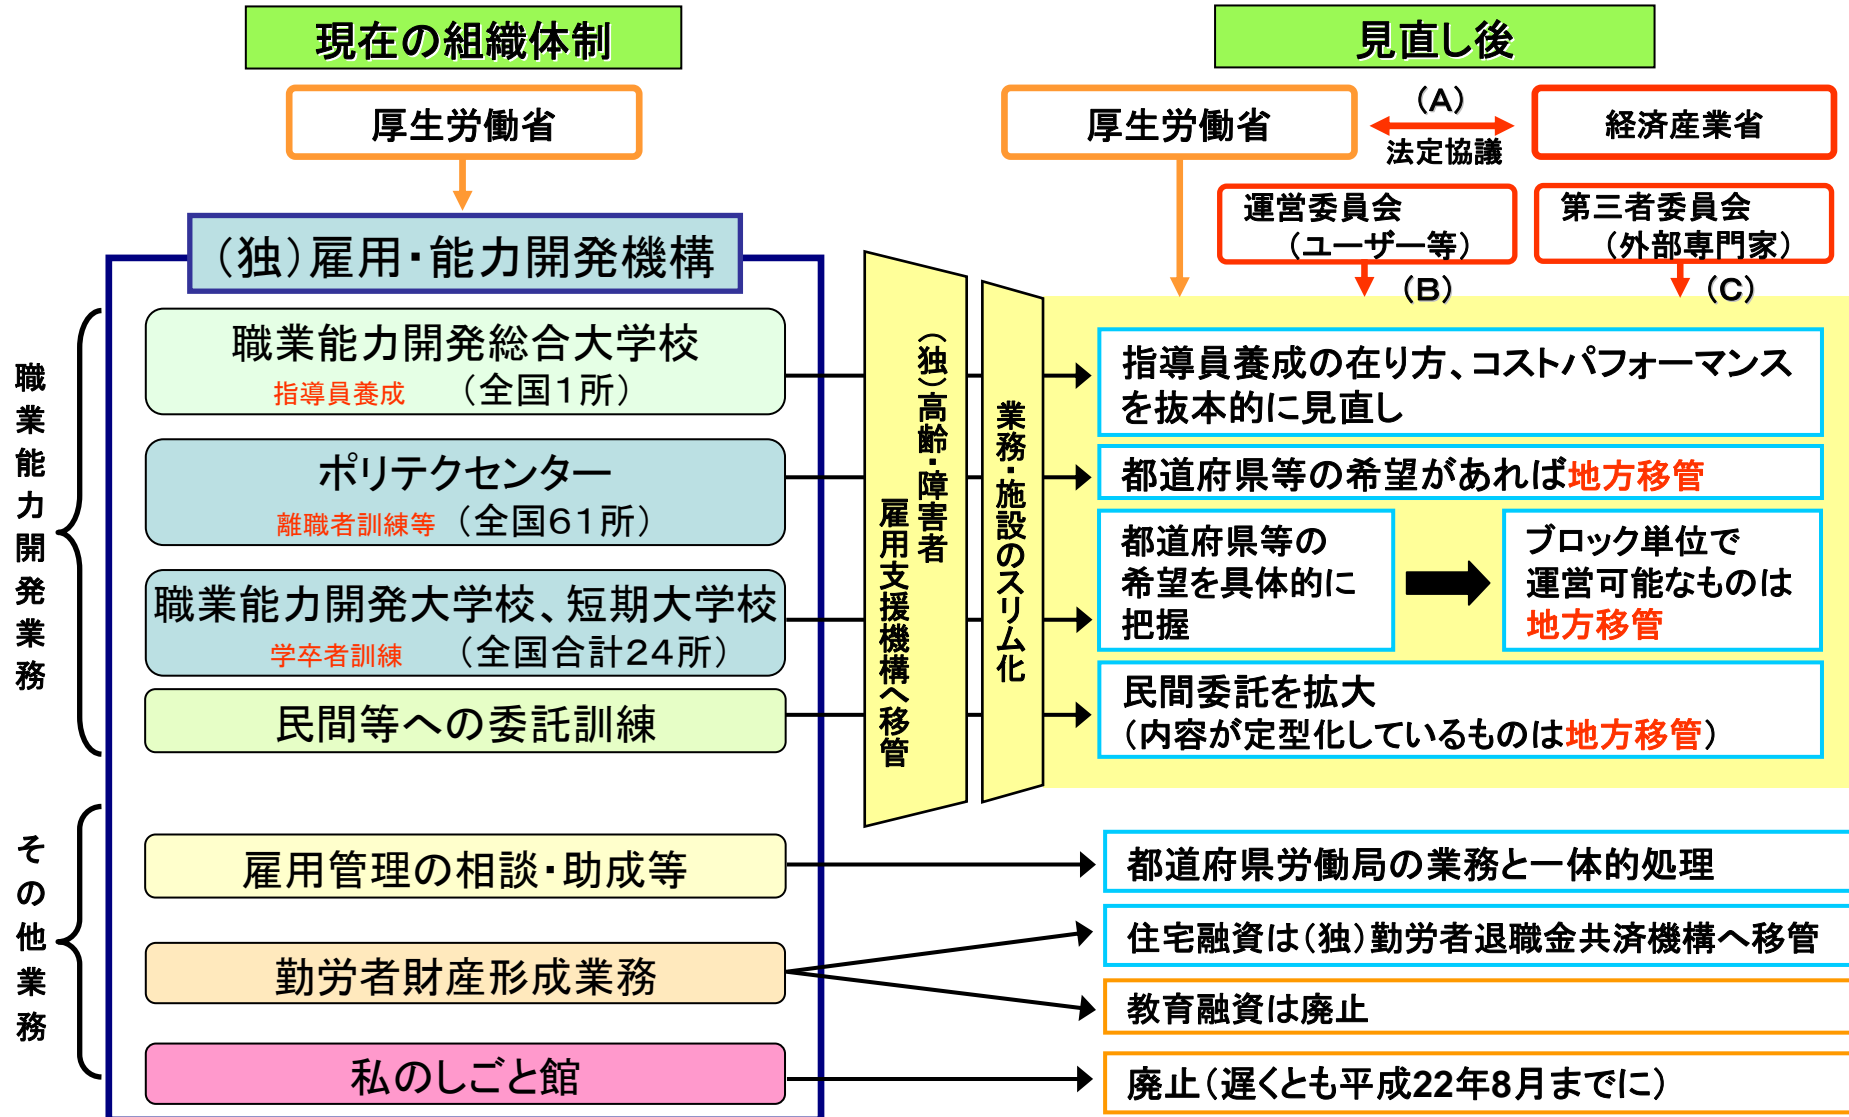 現在の組織体制
厚生労働省
(独)雇用・能力開発機構
職業能力開発業務
職業能力開発総合大学校
指導員養成 (全国1所)
ポリテクセンター
離職者訓練等 (全国61所)
職業能力開発大学校、短期大学校
学卒者訓練 (全国合計24所)
民間等への委託訓練
その他業務
雇用管理の相談・助成等
勤労者財産形成業務
私のしごと館
(独)高齢・障害者
雇用支援機構へ移管
業務・施設のスリム化
見直し後
厚生労働省
(A)
法定協議
経済産業省
運営委員会
(ユーザー等)
(B)
第三者委員会
(外部専門家)
(C)
指導員養成の在り方、コストパフォーマンス
を抜本的に見直し
都道府県等の希望があれば地方移管
都道府県等の
希望を具体的に
把握
ブロック単位で
運営可能なものは
地方移管
民間委託を拡大
(内容が定型化しているものは地方移管)
都道府県労働局の業務と一体的処理
住宅融資は(独)勤労者退職金共済機構へ移管
教育融資は廃止
廃止(遅くとも平成22年8月までに)